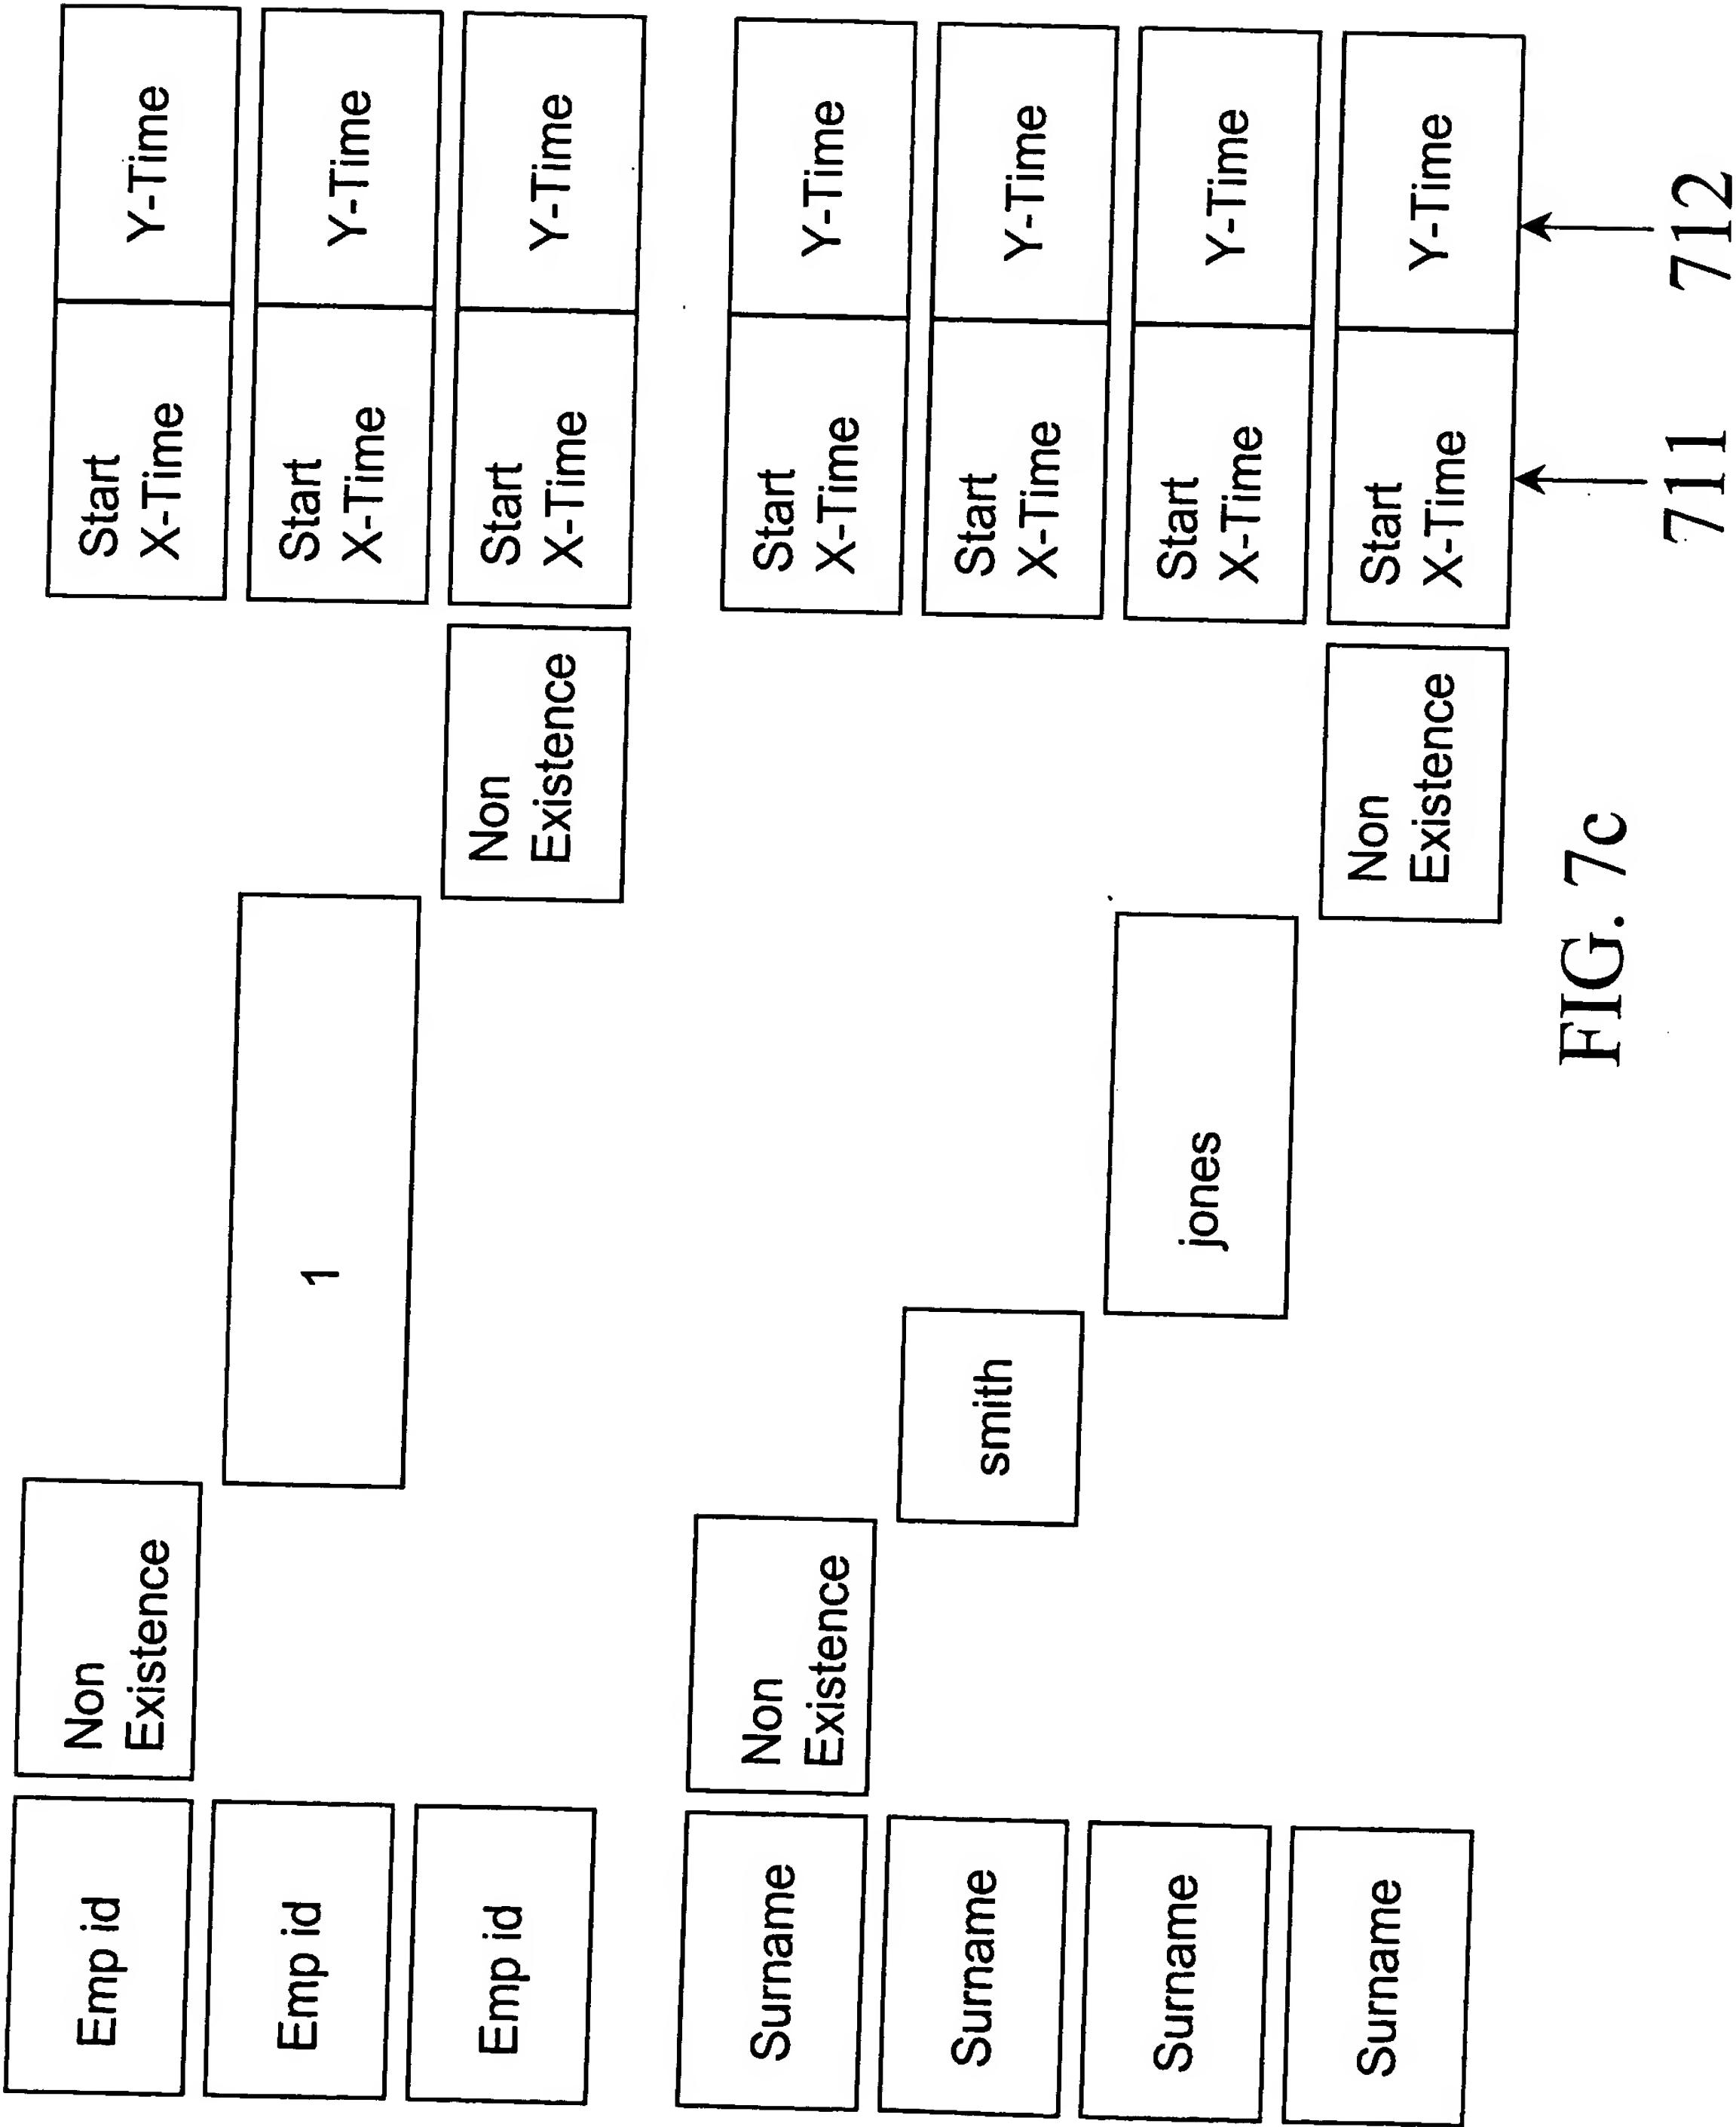 Emp id
Non
Existence
Start
X-Time
Y-Time
Emp id
1
Start
X-Time
Y-Time
Emp id
Non
Existence
Start
X-Time
Y-Time
Surname
Non
Existence
Start
X-Time
Y-Time
Surname
smith
Start
X-Time
Y-Time
Surname
jones
Start
X-Time
Y-Time
Surname
Non
Existence
Start
X-Time
Y-Time
FIG. 7c
711
712